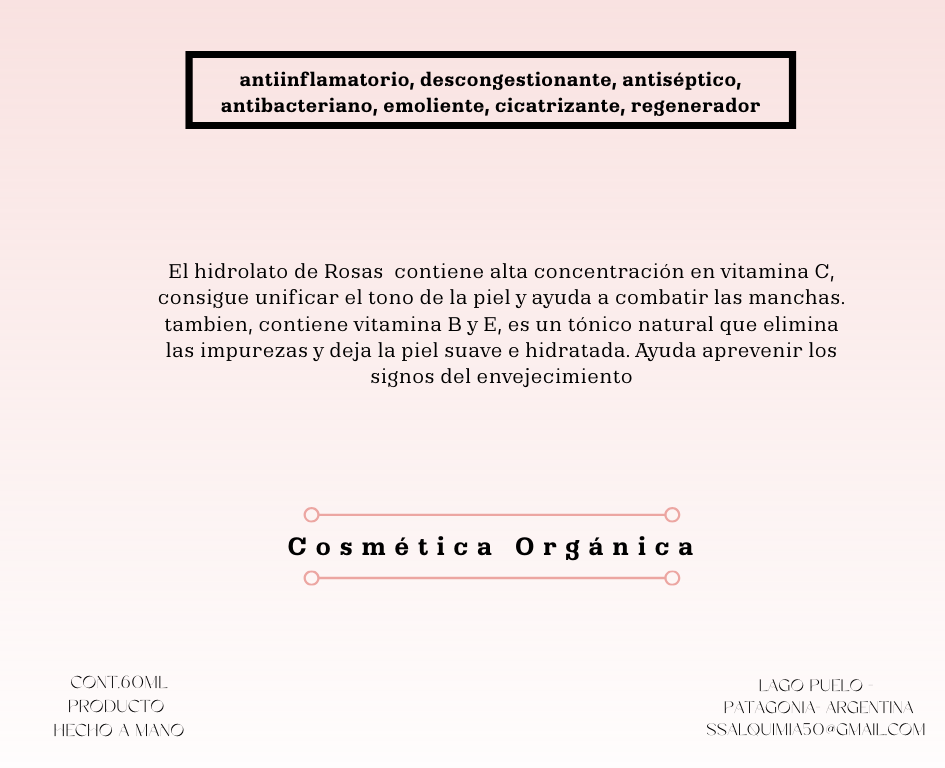 antiinflamatorio, descongestionante, antiséptico,
antibacteriano, emoliente, cicatrizante, regenerador
El hidrolato de Rosas contiene alta concentración en vitamina C,
consigue unificar el tono de la piel y ayuda a combatir las manchas.
tambien, contiene vitamina B y E, es un tónico natural que elimina
las impurezas y deja la piel suave e hidratada. Ayuda aprevenir los
signos del envejecimiento
Cosmética Orgánica
CONT.60ML
PRODUCTO
HECHO A MANO
LAGO PUELO -
PATAGONIA- ARGENTINA
SSALQUIMIA50@GMAIL.COM